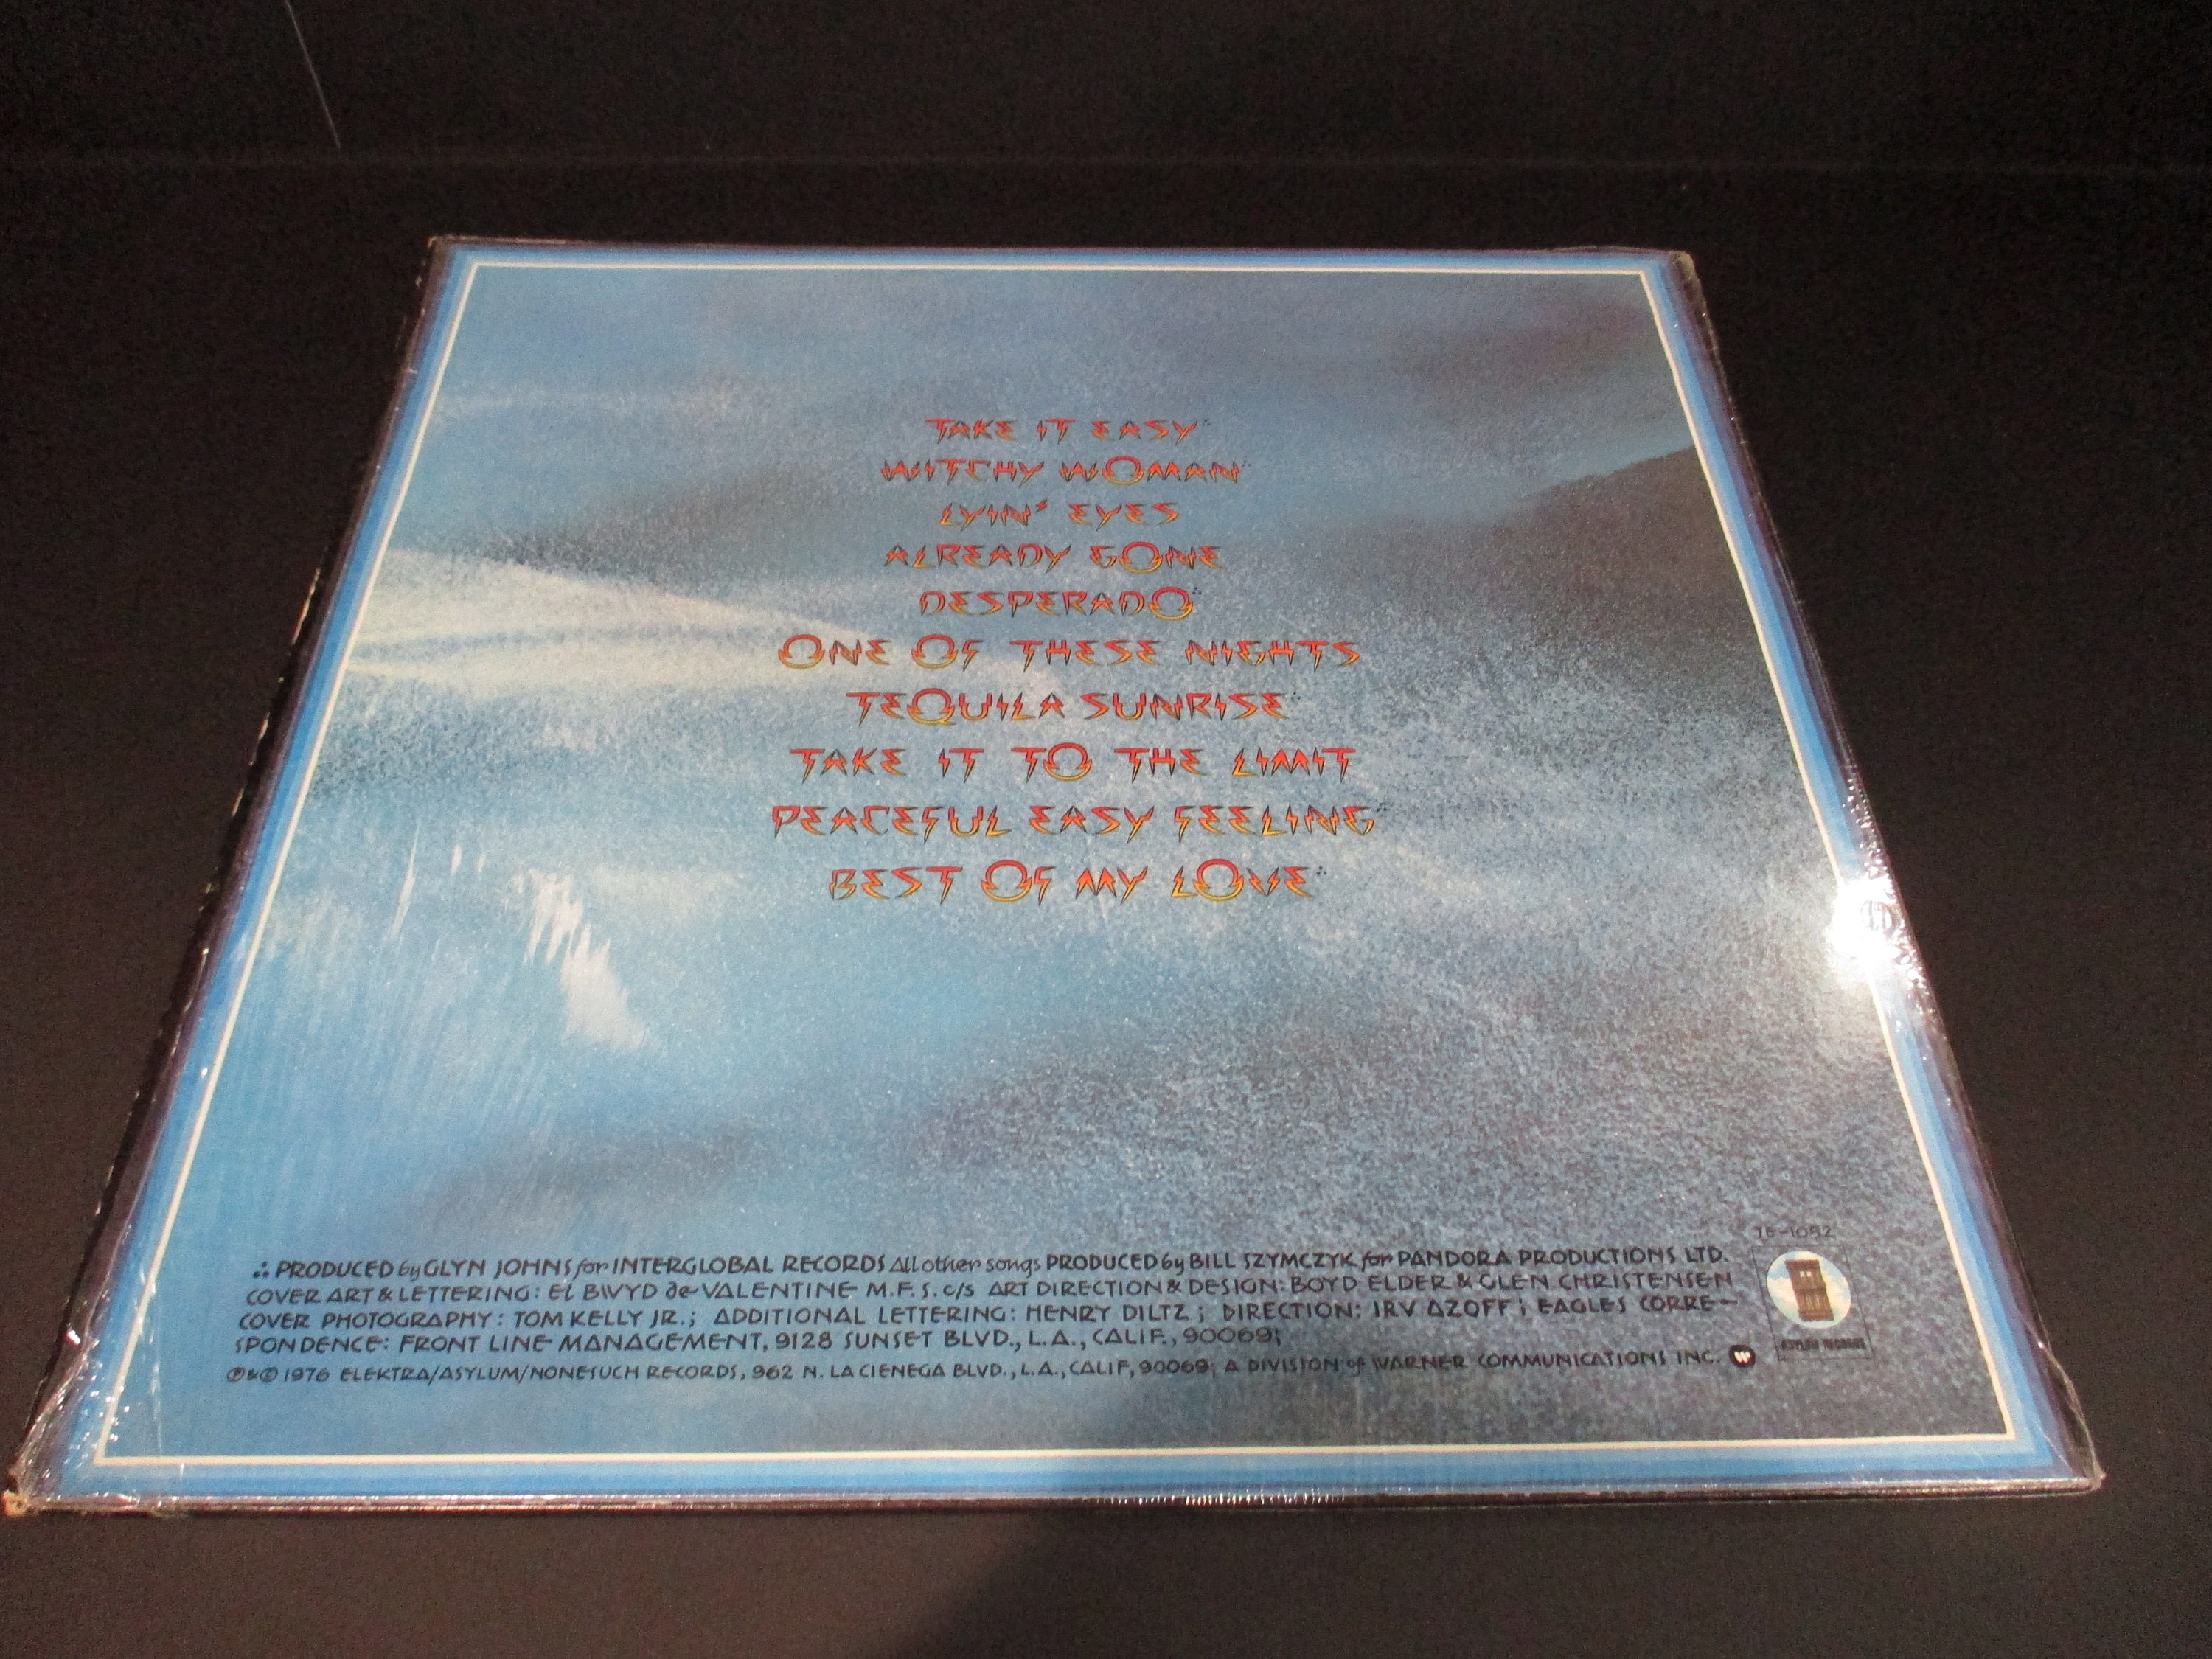 TAKE IT EASY∴
WITCHY WOMAN∴
LYIN' EYES
ALREADY GONE
DESPERADO∴
ONE OF THESE NIGHTS
TEQUILA SUNRISE∴
TAKE IT TO THE LIMIT
PEACEFUL EASY FEELING∴
BEST OF MY LOVE∴
7E-1052
∴ PRODUCED by GLYN JOHNS for INTERGLOBAL RECORDS All other songs PRODUCED by BILL SZYMCZYK for PANDORA PRODUCTIONS LTD.
COVER ART & LETTERING: El BWYD de VALENTINE M.F.S. c/s ART DIRECTION & DESIGN: BOYD ELDER & GLEN CHRISTENSEN
COVER PHOTOGRAPHY: TOM KELLY JR.; ADDITIONAL LETTERING: HENRY DILTZ; DIRECTION: IRV AZOFF; EAGLES CORRE-
SPONDENCE: FRONT LINE MANAGEMENT, 9128 SUNSET BLVD., L.A., CALIF., 90069;
℗&© 1976 ELEKTRA/ASYLUM/NONESUCH RECORDS, 962 N. LA CIENEGA BLVD., L.A., CALIF, 90069; A DIVISION of WARNER COMMUNICATIONS INC.
ASYLUM RECORDS